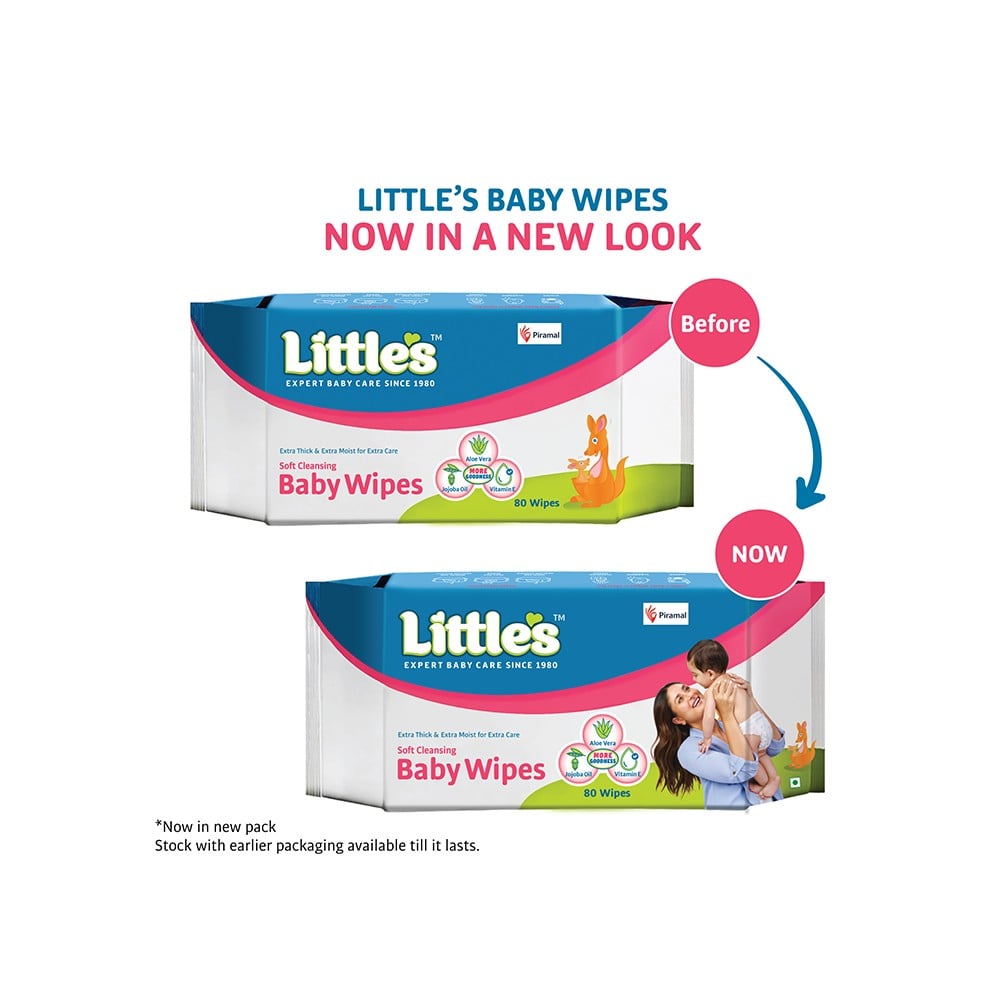 LITTLE'S BABY WIPES
NOW IN A NEW LOOK
Before
Little's™
Piramal
EXPERT BABY CARE SINCE 1980
Extra Thick & Extra Moist for Extra Care
Soft Cleansing
Baby Wipes
Aloe Vera
MORE GOODNESS
Jojoba Oil
Vitamin E
80 Wipes
NOW
Little's™
Piramal
EXPERT BABY CARE SINCE 1980
Extra Thick & Extra Moist for Extra Care
Soft Cleansing
Baby Wipes
Aloe Vera
MORE GOODNESS
Jojoba Oil
Vitamin E
80 Wipes
*Now in new pack
Stock with earlier packaging available till it lasts.